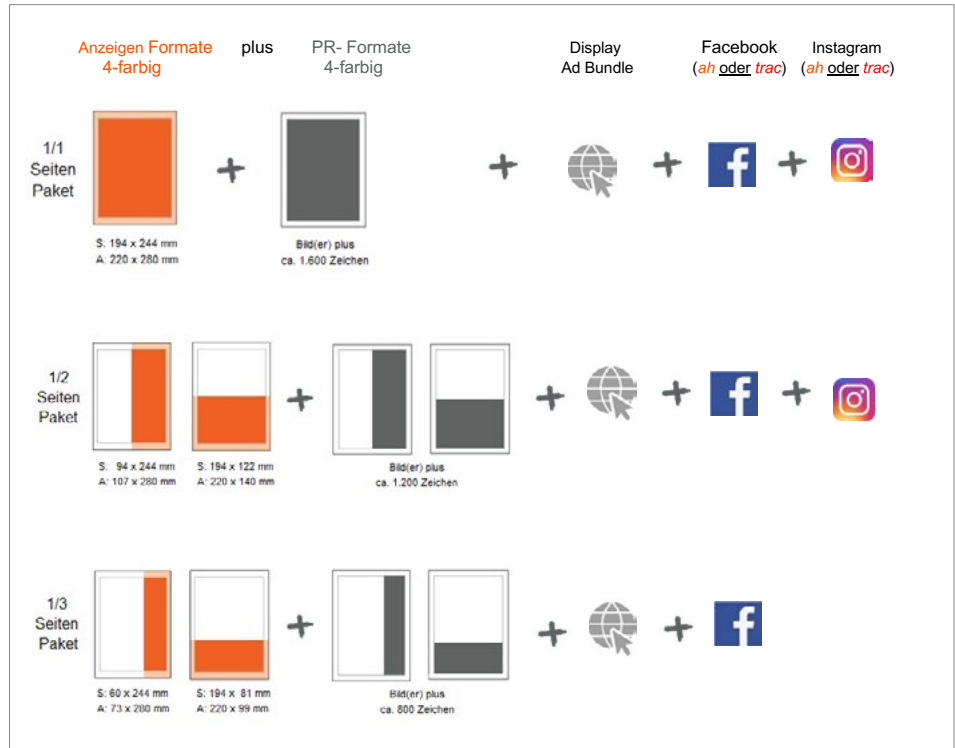 Anzeigen Formate
4-farbig
plus
PR- Formate
4-farbig
Display
Ad Bundle
Facebook
(ah oder trac)
Instagram
(ah oder trac)
1/1
Seiten
Paket
S: 194 x 244 mm
A: 220 x 280 mm
Bild(er) plus
ca. 1.600 Zeichen
1/2
Seiten
Paket
S: 94 x 244 mm
A: 107 x 280 mm
S: 194 x 122 mm
A: 220 x 140 mm
Bild(er) plus
ca. 1.200 Zeichen
1/3
Seiten
Paket
S: 60 x 244 mm
A: 73 x 280 mm
S: 194 x 81 mm
A: 220 x 99 mm
Bild(er) plus
ca. 800 Zeichen